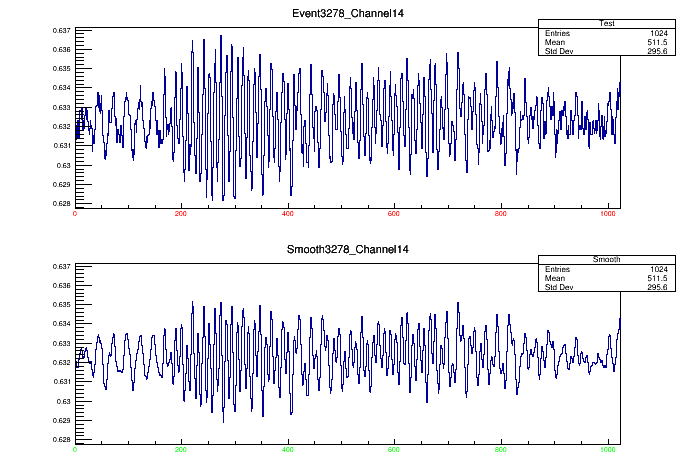 Event3278_Channel14
Test
Entries 1024
Mean 511.5
Std Dev 295.6
0.637
0.636
0.635
0.634
0.633
0.632
0.631
0.63
0.629
0.628
0 200 400 600 800 1000
Smooth3278_Channel14
Smooth
Entries 1024
Mean 511.5
Std Dev 295.6
0.637
0.636
0.635
0.634
0.633
0.632
0.631
0.63
0.629
0.628
0 200 400 600 800 1000